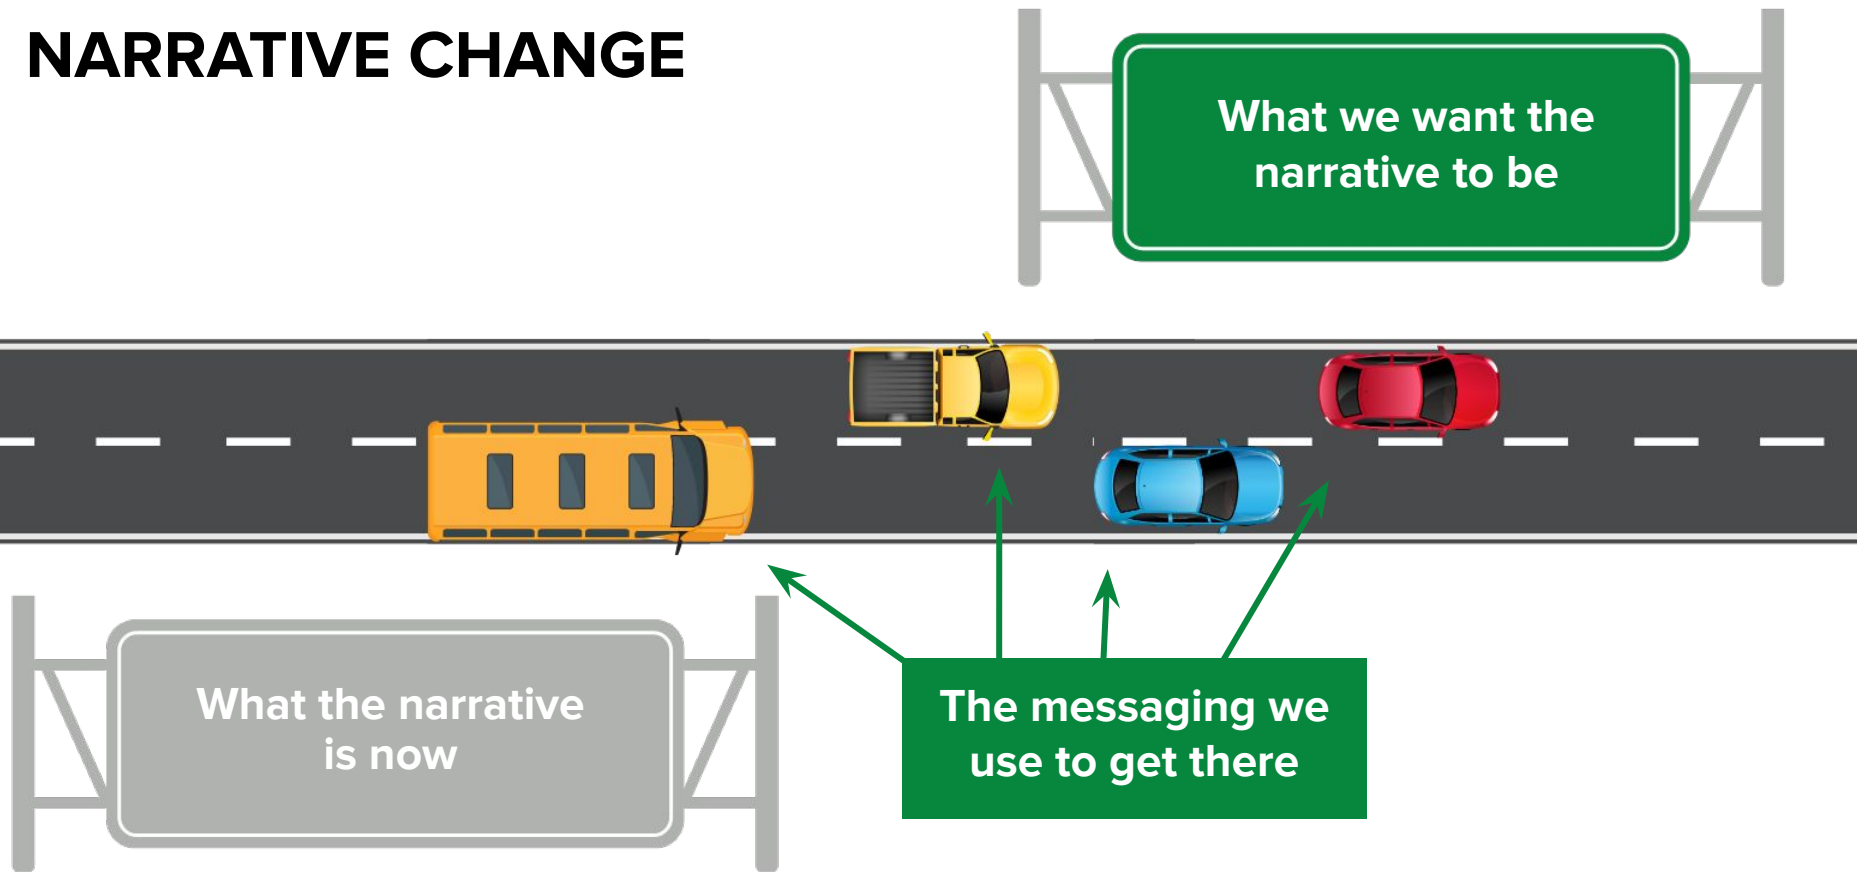 NARRATIVE CHANGE
What we want the
narrative to be
What the narrative
is now
The messaging we
use to get there